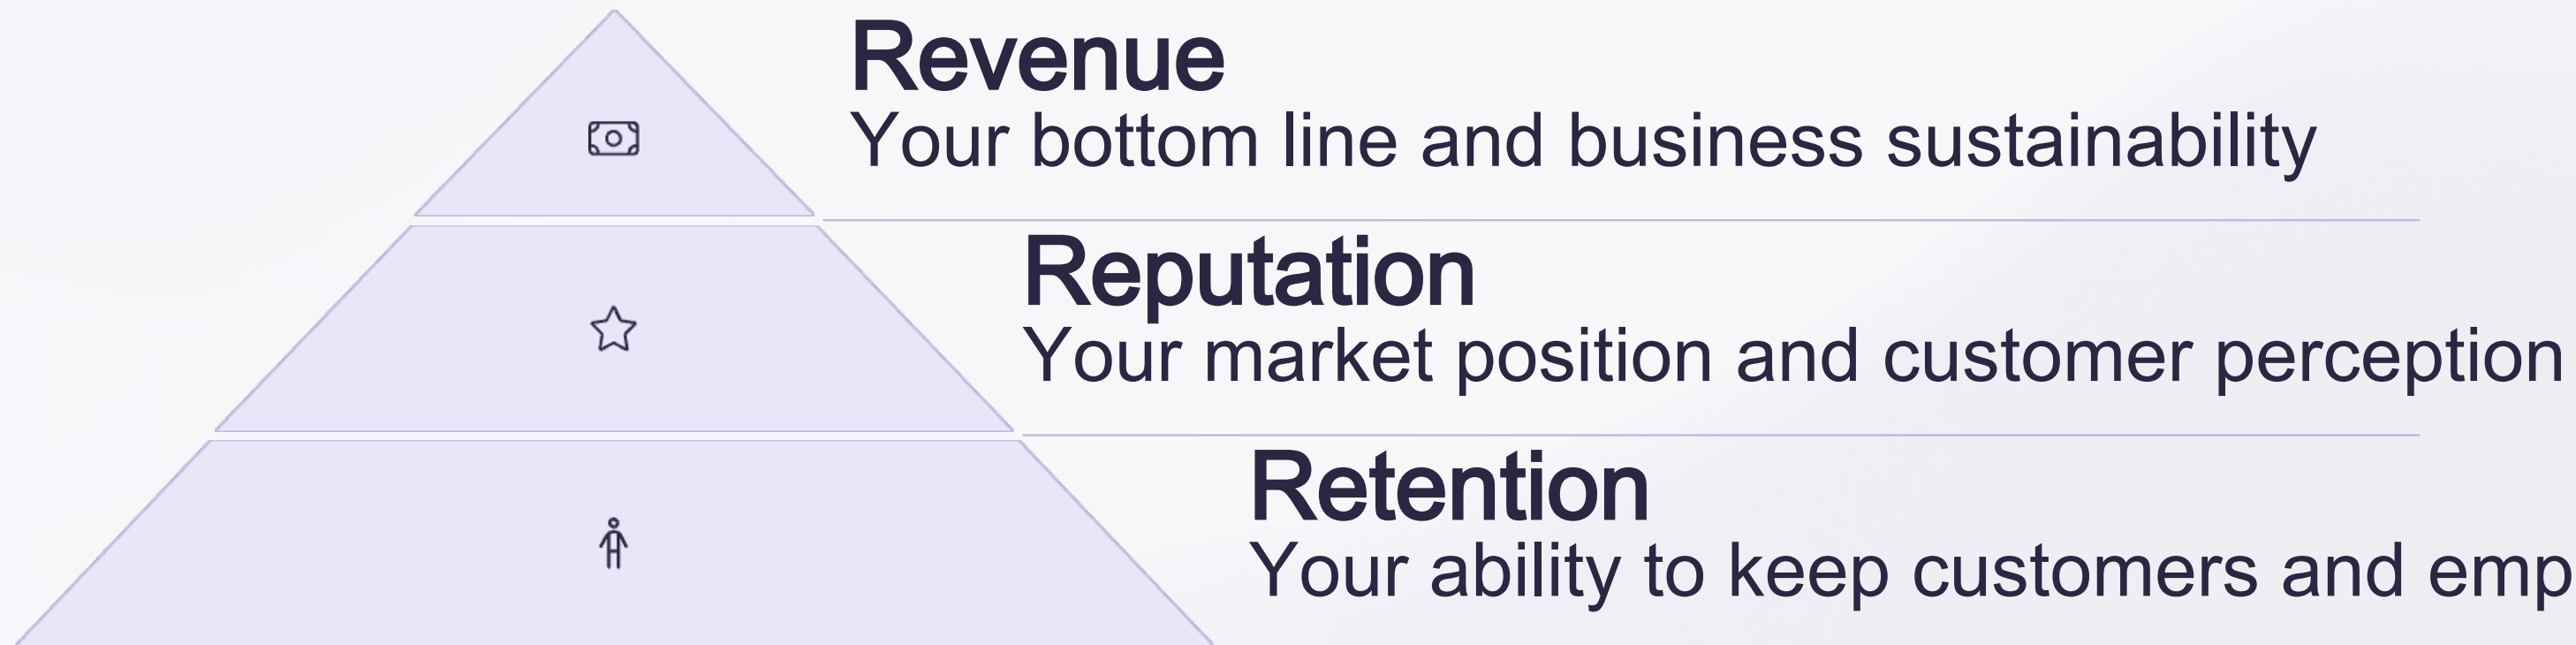 Revenue
Your bottom line and business sustainability
Reputation
Your market position and customer perception
Retention
Your ability to keep customers and emp